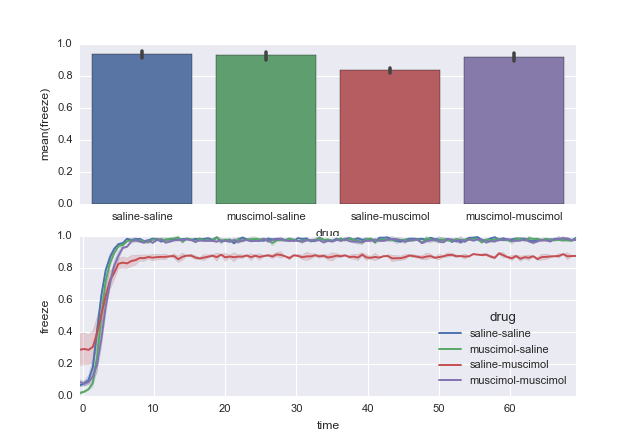 1.0
0.8
0.6
0.4
0.2
0.0
mean(freeze)
saline-saline muscimol-saline saline-muscimol muscimol-muscimol
drug
1.0
0.8
0.6
0.4
0.2
0.0
freeze
drug
saline-saline
muscimol-saline
saline-muscimol
muscimol-muscimol
0 10 20 30 40 50 60
time